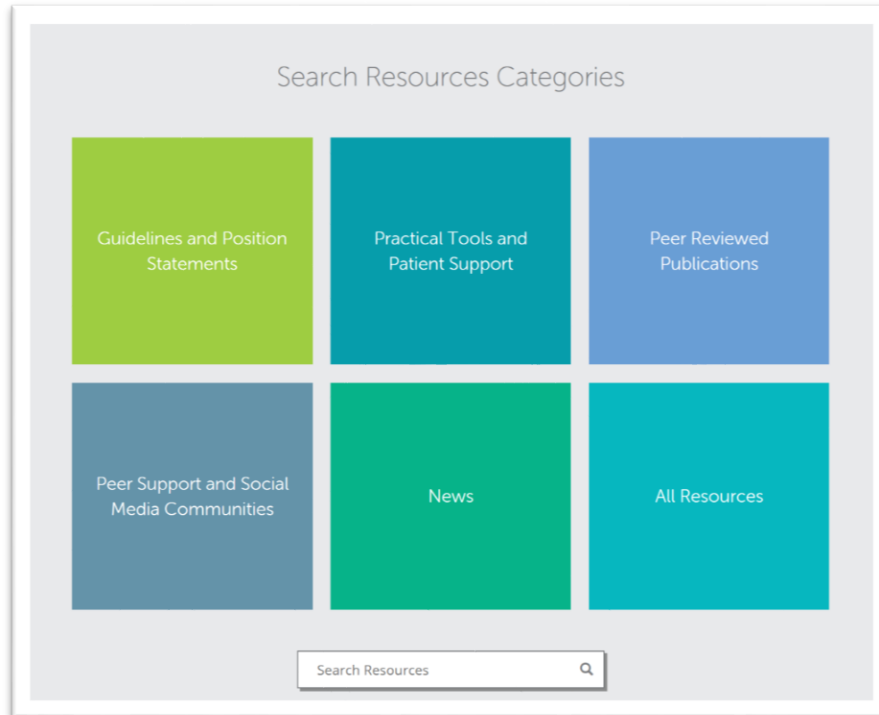 Search Resources Categories
Guidelines and Position
Statements
Practical Tools and
Patient Support
Peer Reviewed
Publications
Peer Support and Social
Media Communities
News
All Resources
Search Resources